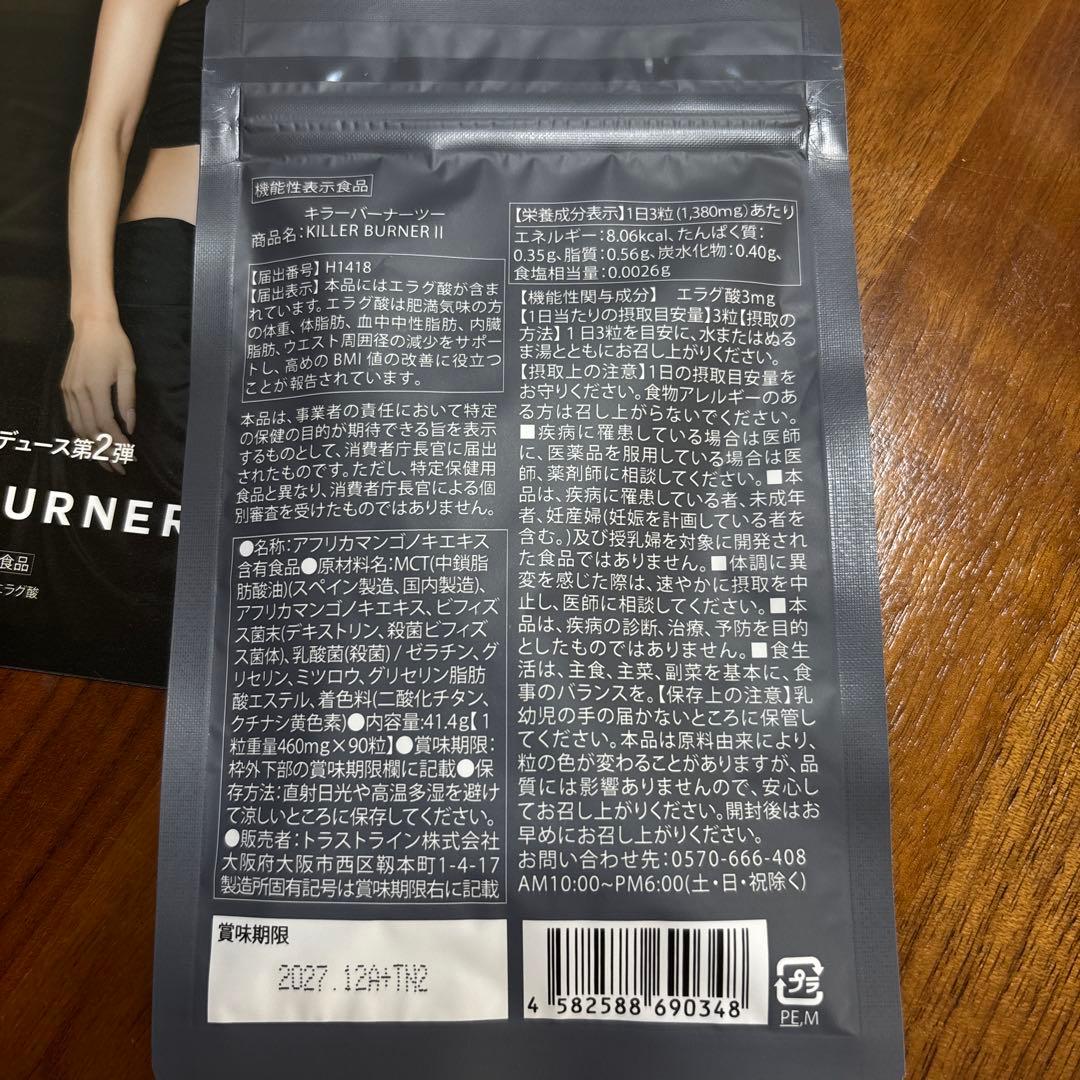 デュース第2弾
URNER
食品
エラグ酸
機能性表示食品
キラーバーナーツー
商品名:KILLER BURNER II
【届出番号】H1418
【届出表示】本品にはエラグ酸が含ま
れています。エラグ酸は肥満気味の方
の体重、体脂肪、血中中性脂肪、内臓
脂肪、ウエスト周囲径の減少をサポー
トし、高めのBMI値の改善に役立つ
ことが報告されています。
本品は、事業者の責任において特定
の保健の目的が期待できる旨を表示
するものとして、消費者庁長官に届出
されたものです。ただし、特定保健用
食品と異なり、消費者庁長官による個
別審査を受けたものではありません。
●名称:アフリカマンゴノキエキス
含有食品●原材料名:MCT(中鎖脂
肪酸油)(スペイン製造、国内製造)、
アフリカマンゴノキエキス、ビフィズ
ス菌末(デキストリン、殺菌ビフィズ
ス菌体)、乳酸菌(殺菌) / ゼラチン、グ
リセリン、ミツロウ、グリセリン脂肪
酸エステル、着色料(二酸化チタン、
クチナシ黄色素)●内容量:41.4g【1
粒重量460mg×90粒】●賞味期限:
枠外下部の賞味期限欄に記載●保
存方法:直射日光や高温多湿を避け
て涼しいところに保存してください。
●販売者:トラストライン株式会社
大阪府大阪市西区靱本町1-4-17
製造所固有記号は賞味期限右に記載
賞味期限
2027.12A+TN2
【栄養成分表示】1日3粒(1,380mg)あたり
エネルギー:8.06kcal、たんぱく質:
0.35g、脂質:0.56g、炭水化物:0.40g、
食塩相当量:0.0026g
【機能性関与成分】 エラグ酸3mg
【1日当たりの摂取目安量】3粒【摂取の
方法】1日3粒を目安に、水またはぬる
ま湯とともにお召し上がりください。
【摂取上の注意】1日の摂取目安量を
お守りください。食物アレルギーのあ
る方は召し上がらないでください。
■疾病に罹患している場合は医師
に、医薬品を服用している場合は医
師、薬剤師に相談してください。■本
品は、疾病に罹患している者、未成年
者、妊産婦(妊娠を計画している者を
含む。)及び授乳婦を対象に開発され
た食品ではありません。■体調に異
変を感じた際は、速やかに摂取を中
止し、医師に相談してください。■本
品は、疾病の診断、治療、予防を目的
としたものではありません。■食生
活は、主食、主菜、副菜を基本に、食
事のバランスを。【保存上の注意】乳
幼児の手の届かないところに保管し
てください。本品は原料由来により、
粒の色が変わることがありますが、品
質には影響ありませんので、安心し
てお召し上がりください。開封後はお
早めにお召し上がりください。
お問い合わせ先:0570-666-408
AM10:00~PM6:00(土・日・祝除く)
4 582588 690348
プラ
PE,M